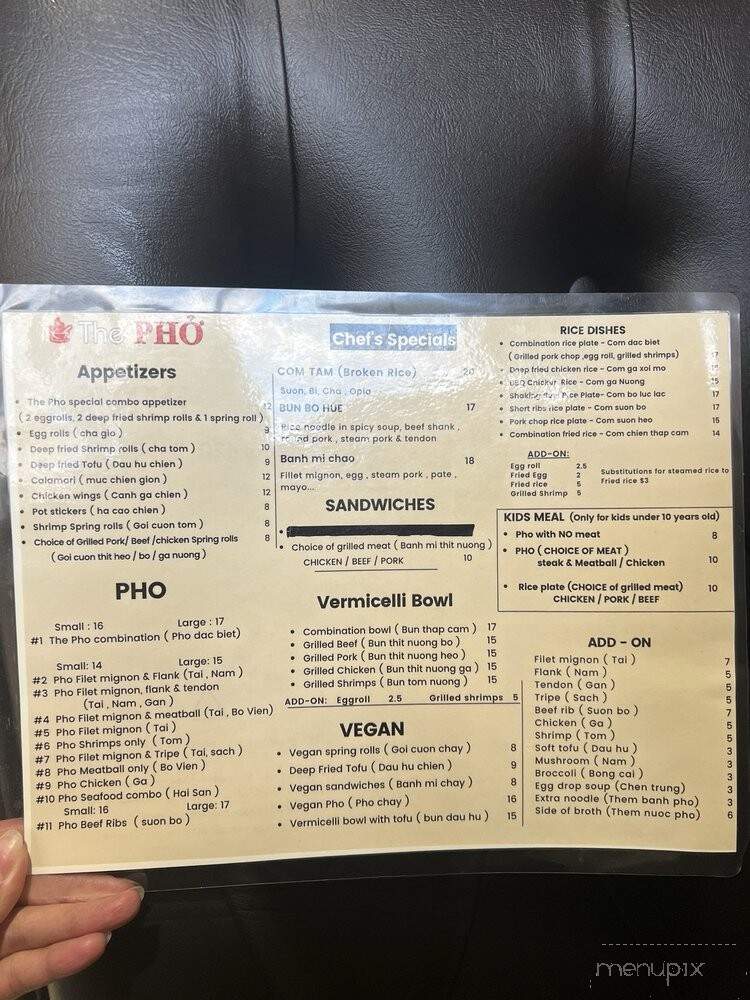 The PHỞ
Appetizers
• The Pho special combo appetizer 12
( 2 eggrolls, 2 deep fried shrimp rolls & 1 spring roll )
• Egg rolls ( cha gio ) 9
• Deep fried Shrimp rolls ( cha tom ) 10
• Deep fried Tofu ( Dau hu chien ) 9
• Calamari ( muc chien gion ) 12
• Chicken wings ( Canh ga chien ) 12
• Pot stickers ( ha cao chien ) 8
• Shrimp Spring rolls ( Goi cuon tom ) 8
• Choice of Grilled Pork/ Beef /chicken Spring rolls 8
( Goi cuon thit heo / bo / ga nuong )
PHO
Small : 16 Large : 17
#1 The Pho combination ( Pho dac biet )
Small: 14 Large: 15
#2 Pho Filet mignon & Flank (Tai , Nam )
#3 Pho Filet mignon, flank & tendon
(Tai , Nam , Gan )
#4 Pho Filet mignon & meatball (Tai , Bo Vien)
#5 Pho Filet mignon ( Tai )
#6 Pho Shrimps only ( Tom )
#7 Pho Filet mignon & Tripe ( Tai, sach )
#8 Pho Meatball only ( Bo Vien )
#9 Pho Chicken ( Ga )
#10 Pho Seafood combo ( Hai San )
Small: 16 Large: 17
#11 Pho Beef Ribs ( suon bo )
Chef's Specials
COM TAM (Broken Rice) 20
Suon, Bi, Cha , Opla
BUN BO HUE 17
Rice noodle in spicy soup, beef shank ,
round pork , steam pork & tendon
Banh mi chao 18
Fillet mignon, egg , steam pork , pate ,
mayo...
SANDWICHES
• Choice of grilled meat ( Banh mi thit nuong )
CHICKEN / BEEF / PORK 10
Vermicelli Bowl
• Combination bowl ( Bun thap cam ) 17
• Grilled Beef ( Bun thit nuong bo ) 15
• Grilled Pork ( Bun thit nuong heo ) 15
• Grilled Chicken ( Bun thit nuong ga ) 15
• Grilled Shrimps ( Bun tom nuong ) 15
ADD-ON: Eggroll 2.5 Grilled shrimps 5
VEGAN
• Vegan spring rolls ( Goi cuon chay ) 8
• Deep Fried Tofu ( Dau hu chien ) 9
• Vegan sandwiches ( Banh mi chay ) 8
• Vegan Pho ( Pho chay ) 16
• Vermicelli bowl with tofu ( bun dau hu ) 15
RICE DISHES
• Combination rice plate - Com dac biet
( Grilled pork chop ,egg roll, grilled shrimps) 17
• Deep fried chicken rice - Com ga xoi mo 15
• BBQ Chicken Rice - Com ga Nuong 15
• Shaking Beef Rice Plate- Com bo luc lac 17
• Short ribs rice plate - Com suon bo 17
• Pork chop rice plate - Com suon heo 15
• Combination fried rice - Com chien thap cam 14
ADD-ON:
Egg roll 2.5
Fried Egg 2
Fried rice 5
Grilled Shrimp 5
Substitutions for steamed rice to
Fried rice $3
KIDS MEAL (Only for kids under 10 years old)
• Pho with NO meat 8
• PHO ( CHOICE OF MEAT )
steak & Meatball / Chicken 10
• Rice plate (CHOICE of grilled meat) 10
CHICKEN / PORK / BEEF
ADD - ON
Filet mignon ( Tai ) 7
Flank ( Nam ) 5
Tendon ( Gan ) 5
Tripe ( Sach ) 5
Beef rib ( Suon bo ) 7
Chicken ( Ga ) 5
Shrimp ( Tom ) 5
Soft tofu ( Dau hu ) 3
Mushroom ( Nam ) 3
Broccoli ( Bong cai ) 3
Egg drop soup ( Chen trung ) 3
Extra noodle (Them banh pho) 3
Side of broth (Them nuoc pho) 6
menupix